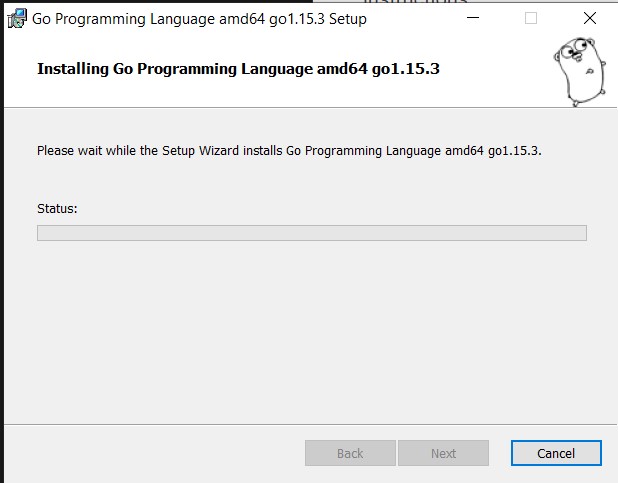 Instructions
Go Programming Language amd64 go1.15.3 Setup
Installing Go Programming Language amd64 go1.15.3
Please wait while the Setup Wizard installs Go Programming Language amd64 go1.15.3.
Status:
Back
Next
Cancel